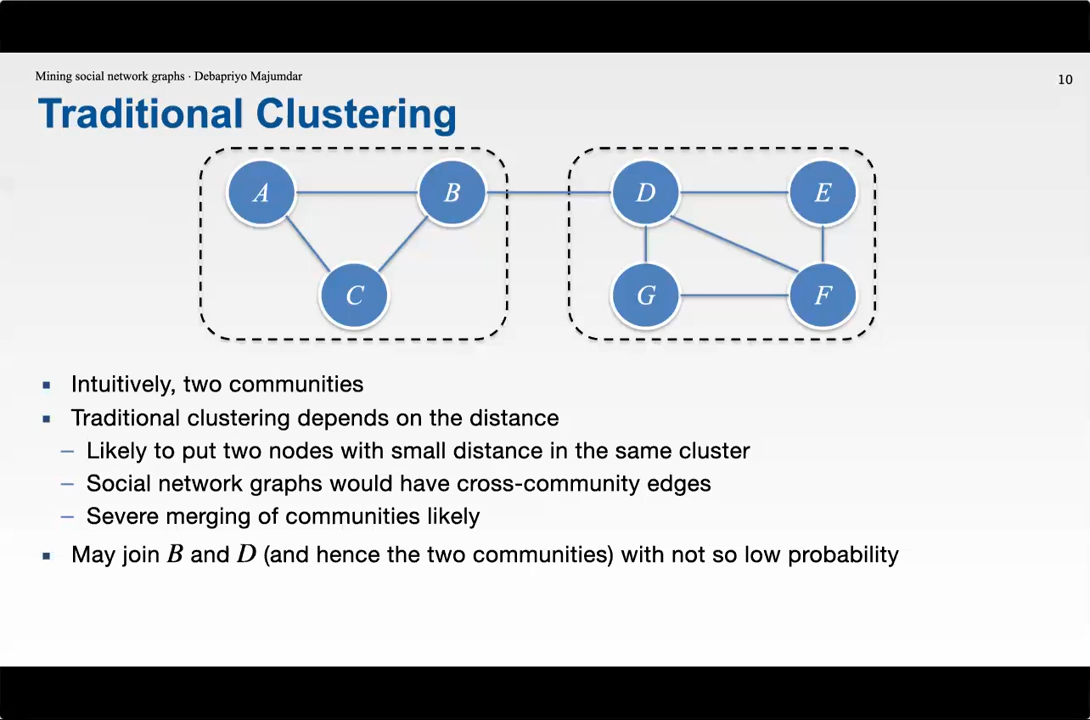 Mining social network graphs · Debapriyo Majumdar
10
Traditional Clustering
A B D E
C G F
▪ Intuitively, two communities
▪ Traditional clustering depends on the distance
– Likely to put two nodes with small distance in the same cluster
– Social network graphs would have cross-community edges
– Severe merging of communities likely
▪ May join B and D (and hence the two communities) with not so low probability